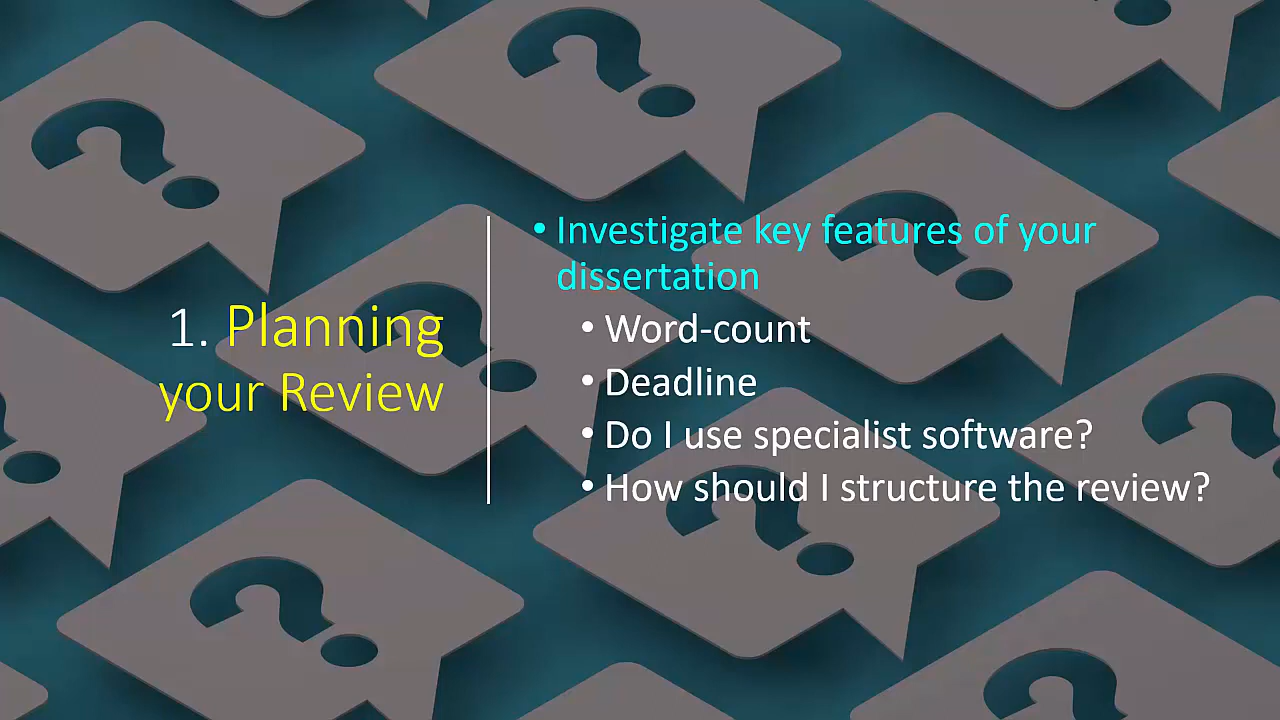 1. Planning
your Review
• Investigate key features of your
dissertation
• Word-count
• Deadline
• Do I use specialist software?
• How should I structure the review?